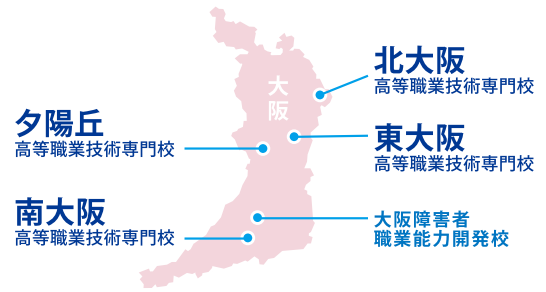 大
阪
北大阪
高等職業技術専門校
夕陽丘
高等職業技術専門校
東大阪
高等職業技術専門校
南大阪
高等職業技術専門校
大阪障害者
職業能力開発校